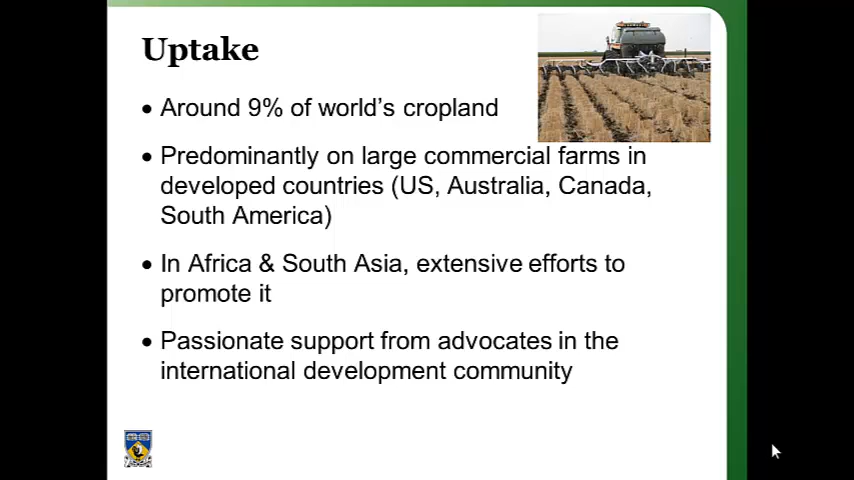 Uptake
• Around 9% of world's cropland
• Predominantly on large commercial farms in
developed countries (US, Australia, Canada,
South America)
• In Africa & South Asia, extensive efforts to
promote it
• Passionate support from advocates in the
international development community